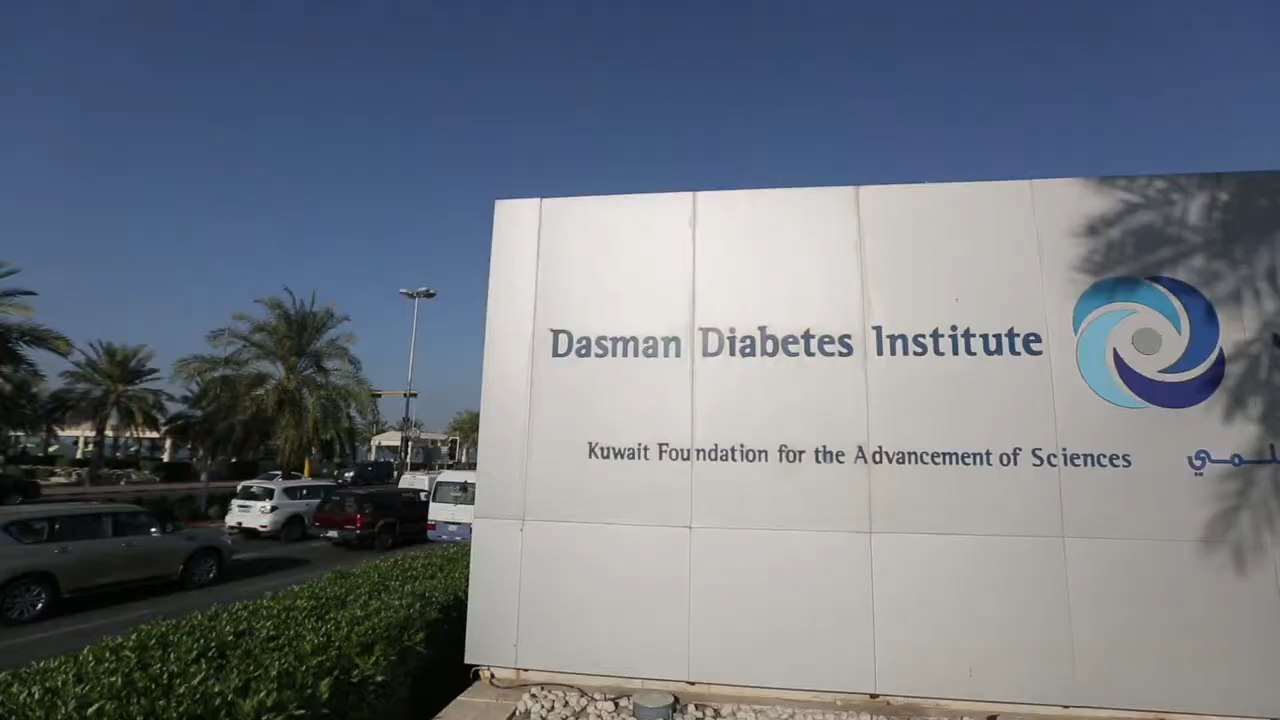 Dasman Diabetes Institute
Kuwait Foundation for the Advancement of Sciences